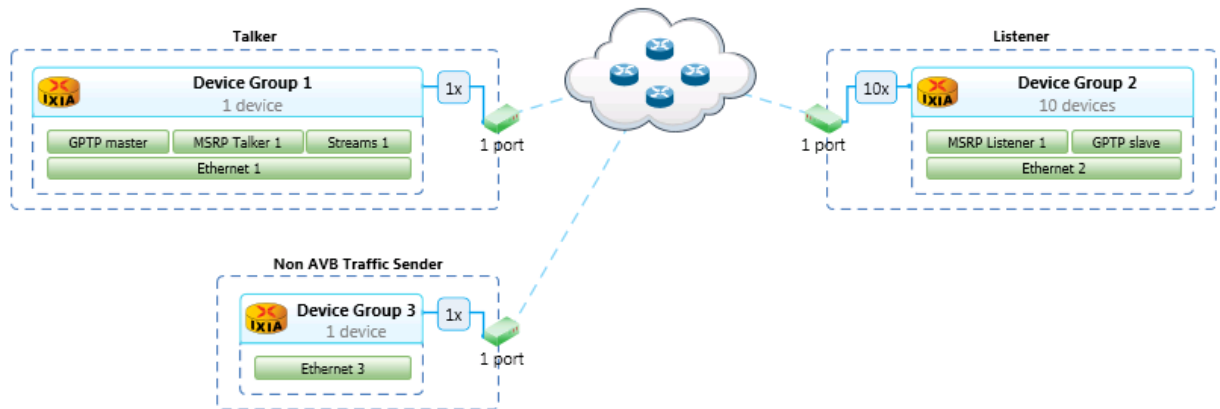 Talker
Listener
IXIA
Device Group 1
1 device
1x
GPTP master
MSRP Talker 1
Streams 1
Ethernet 1
1 port
10x
IXIA
Device Group 2
10 devices
1 port
MSRP Listener 1
GPTP slave
Ethernet 2
Non AVB Traffic Sender
IXIA
Device Group 3
1 device
1x
Ethernet 3
1 port